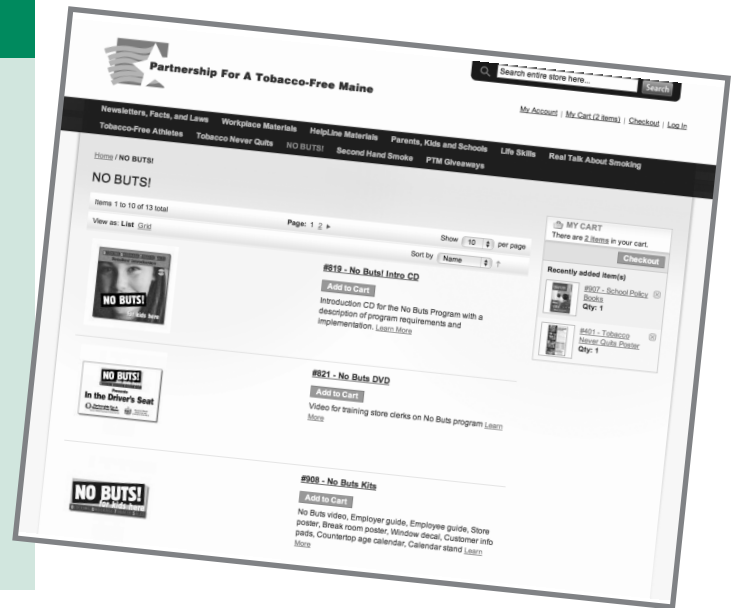 Partnership For A Tobacco-Free Maine
Search entire store here...
Search
My Account | My Cart (2 items) | Checkout | Log In
Newsletters, Facts, and Laws Workplace Materials HelpLine Materials Parents, Kids and Schools Life Skills Real Talk About Smoking
Tobacco-Free Athletes Tobacco Never Quits NO BUTS! Second Hand Smoke PTM Giveaways
Home / NO BUTS!
NO BUTS!
Items 1 to 10 of 13 total
Page: 1 2
Show 10 per page
View as: List Grid
Sort by Name
NO BUTS!
for kids here
#819 - No Buts! Intro CD
Add to Cart
Introduction CD for the No Buts Program with a
description of program requirements and
implementation. Learn More
NO BUTS!
In the Driver's Seat
#821 - No Buts DVD
Add to Cart
Video for training store clerks on No Buts program Learn
More
NO BUTS!
for kids here
#908 - No Buts Kits
Add to Cart
No Buts video, Employer guide, Employee guide, Store
poster, Break room poster, Window decal, Customer info
pads, Countertop age calendar, Calendar stand Learn
More
MY CART
There are 2 items in your cart.
Checkout
Recently added item(s)
#907 - School Policy
Books
Qty: 1
#401 - Tobacco
Never Quits Poster
Qty: 1